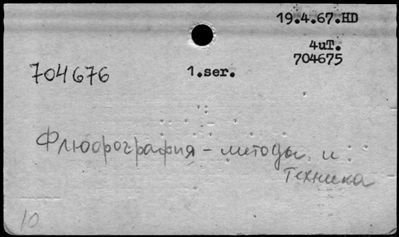 19.4.67.HD
4uT.
704675
704676
1.ser.
Флюорография - методы и
техника
10